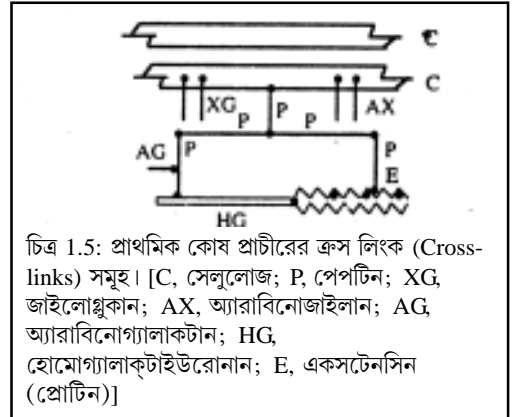 C
C
XG P AX
P P
AG P P
E
HG
চিত্র 1.5: প্রাথমিক কোষ প্রাচীরের ক্রস লিংক (Cross-
links) সমূহ। [C, সেলুলোজ; P, পেপটিন; XG,
জাইলোগ্লুকান; AX, অ্যারাবিনোজাইলান; AG,
অ্যারাবিনোগ্যালাকটান; HG,
হোমোগ্যালাক্‌টাইউরোনান; E, একসটেনসিন
(প্রোটিন)]